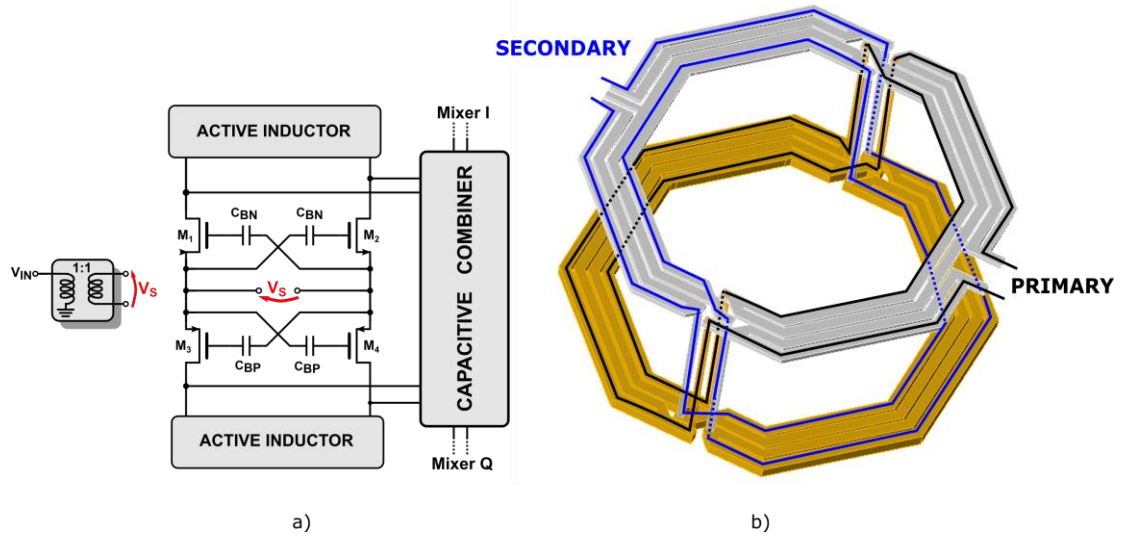 SECONDARY
ACTIVE INDUCTOR
Mixer I
CBN CBN
M1 M2
VIN 1:1 VS
VS
CAPACITIVE COMBINER
PRIMARY
M3 M4
CBP CBP
ACTIVE INDUCTOR
Mixer Q
a) b)